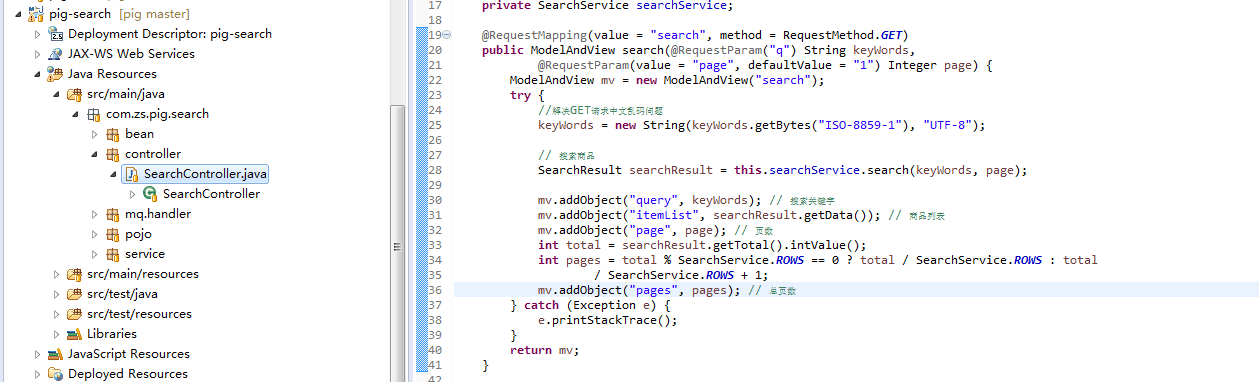 pig-search [pig master]
Deployment Descriptor: pig-search
JAX-WS Web Services
Java Resources
src/main/java
com.zs.pig.search
bean
controller
SearchController.java
SearchController
mq.handler
pojo
service
src/main/resources
src/test/java
src/test/resources
Libraries
JavaScript Resources
Deployed Resources
17 private SearchService searchService;
18
19 @RequestMapping(value = "search", method = RequestMethod.GET)
20 public ModelAndView search(@RequestParam("q") String keyWords,
21 @RequestParam(value = "page", defaultValue = "1") Integer page) {
22 ModelAndView mv = new ModelAndView("search");
23 try {
24 //解决GET请求中文乱码问题
25 keyWords = new String(keyWords.getBytes("ISO-8859-1"), "UTF-8");
26
27 // 搜索商品
28 SearchResult searchResult = this.searchService.search(keyWords, page);
29
30 mv.addObject("query", keyWords); // 搜索关键字
31 mv.addObject("itemList", searchResult.getData()); // 商品列表
32 mv.addObject("page", page); // 页数
33 int total = searchResult.getTotal().intValue();
34 int pages = total % SearchService.ROWS == 0 ? total / SearchService.ROWS : total
35 / SearchService.ROWS + 1;
36 mv.addObject("pages", pages); // 总页数
37 } catch (Exception e) {
38 e.printStackTrace();
39 }
40 return mv;
41 }
42